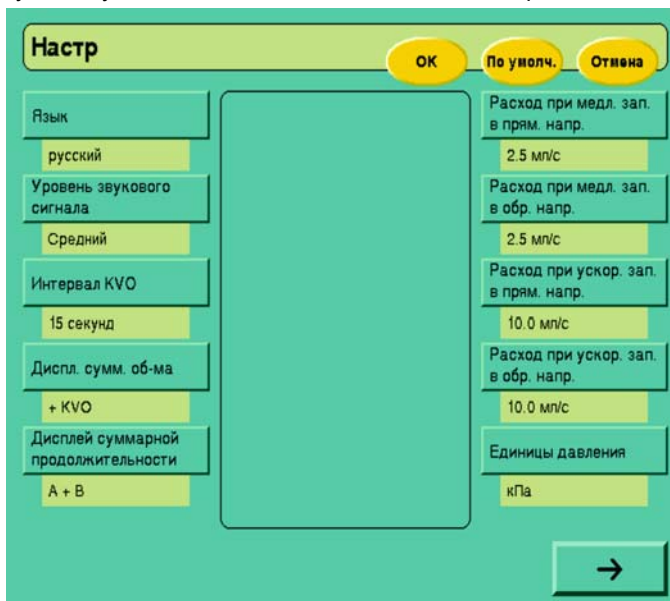 Настр
ОК
По умолч.
Отмена
Язык
русский
Уровень звукового
сигнала
Средний
Интервал KVO
15 секунд
Диспл. сумм. об-ма
+ KVO
Дисплей суммарной
продолжительности
A + B
Расход при медл. зап.
в прям. напр.
2.5 мл/с
Расход при медл. зап.
в обр. напр.
2.5 мл/с
Расход при ускор. зап.
в прям. напр.
10.0 мл/с
Расход при ускор. зап.
в обр. напр.
10.0 мл/с
Единицы давления
кПа